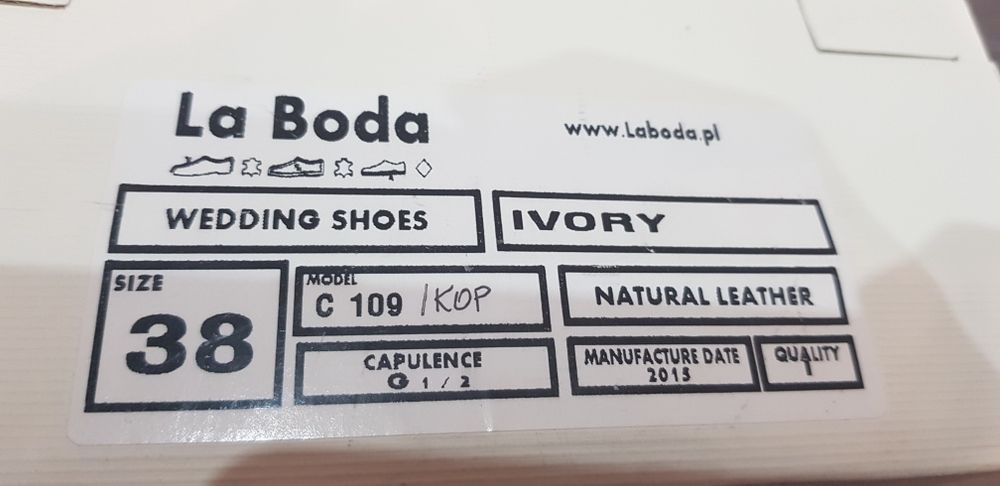 La Boda
www.Laboda.pl
WEDDING SHOES
IVORY
SIZE
38
MODEL
C 109 /KOP
NATURAL LEATHER
CAPULENCE
G 1 / 2
MANUFACTURE DATE
2015
QUALITY
1